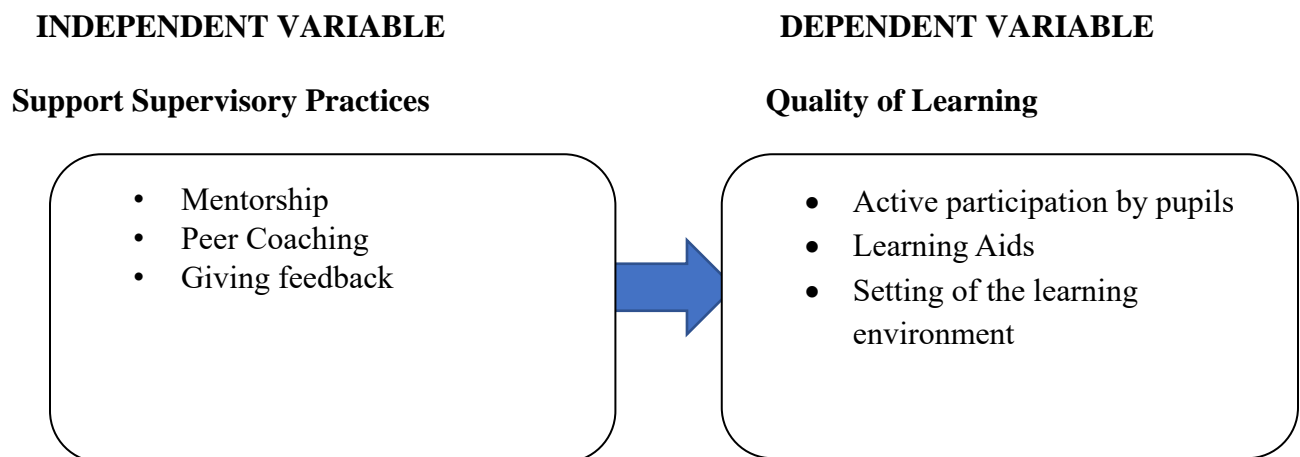 INDEPENDENT VARIABLE
DEPENDENT VARIABLE
Support Supervisory Practices
Quality of Learning
• Mentorship
• Peer Coaching
• Giving feedback
• Active participation by pupils
• Learning Aids
• Setting of the learning
environment